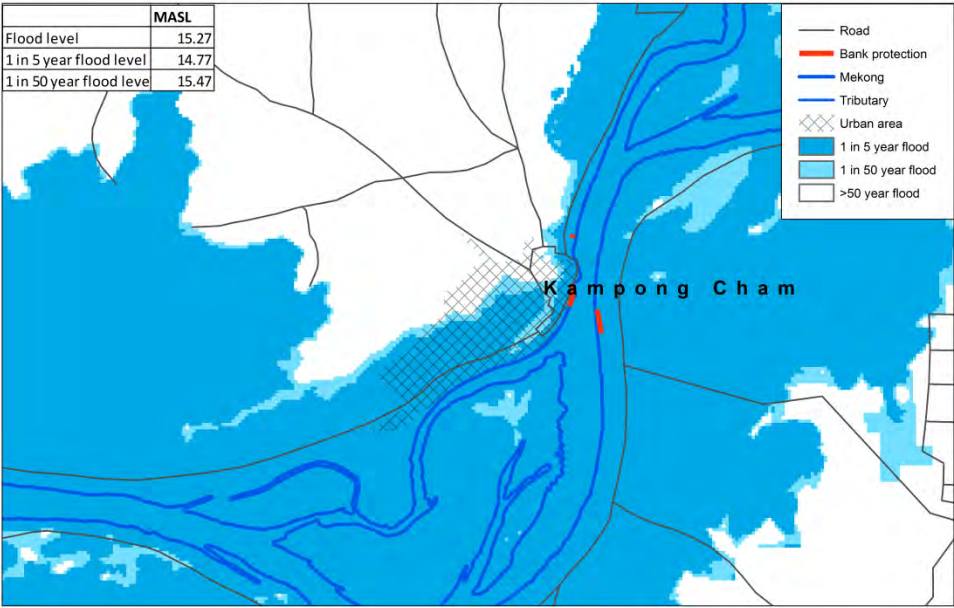 MASL
Flood level 15.27
1 in 5 year flood level 14.77
1 in 50 year flood leve 15.47
Road
Bank protection
Mekong
Tributary
Urban area
1 in 5 year flood
1 in 50 year flood
>50 year flood
Kampong Cham